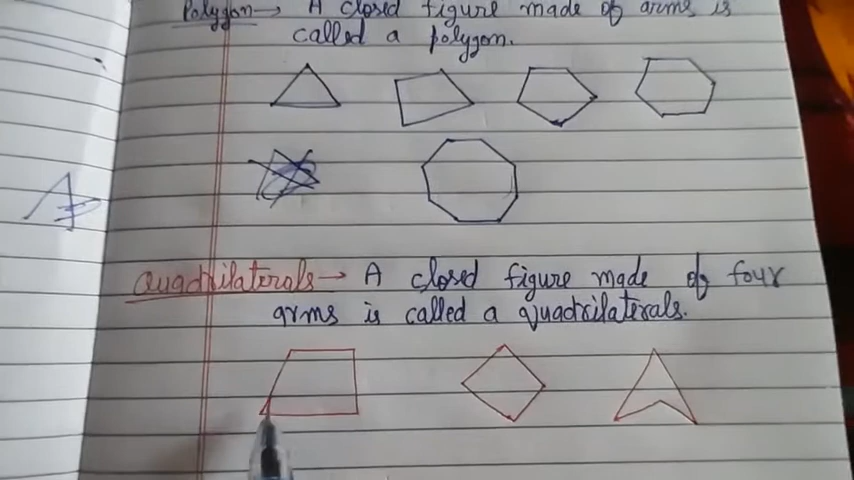 Polygon → A closed figure made of arms is
called a polygon.
Quadrilaterals → A closed figure made of four
arms is called a quadrilaterals.